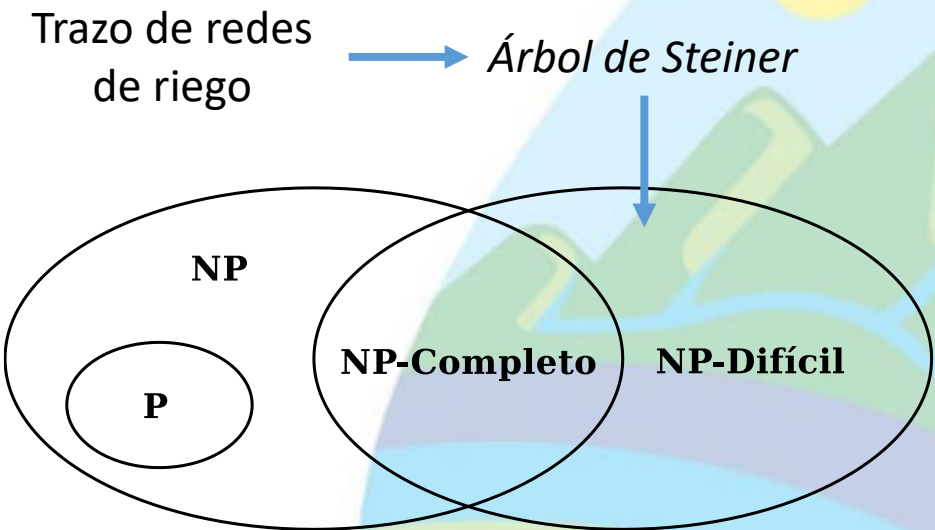 Trazo de redes
de riego
Árbol de Steiner
NP
NP-Completo
NP-Difícil
P